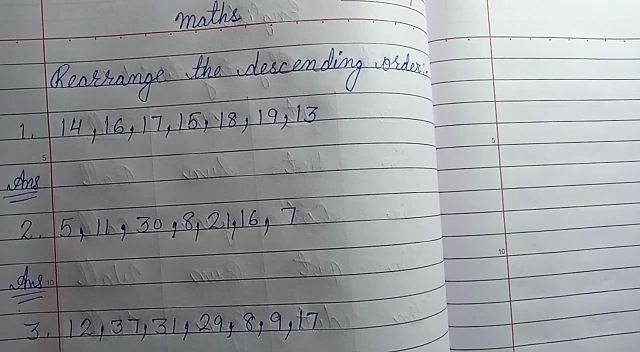 maths
Rearrange the descending order:-
1. 14, 16, 17, 15, 18, 19, 13
Ans
2. 5, 11, 30, 8, 21, 16, 7
Ans
3. 12, 37, 31, 29, 8, 9, 17